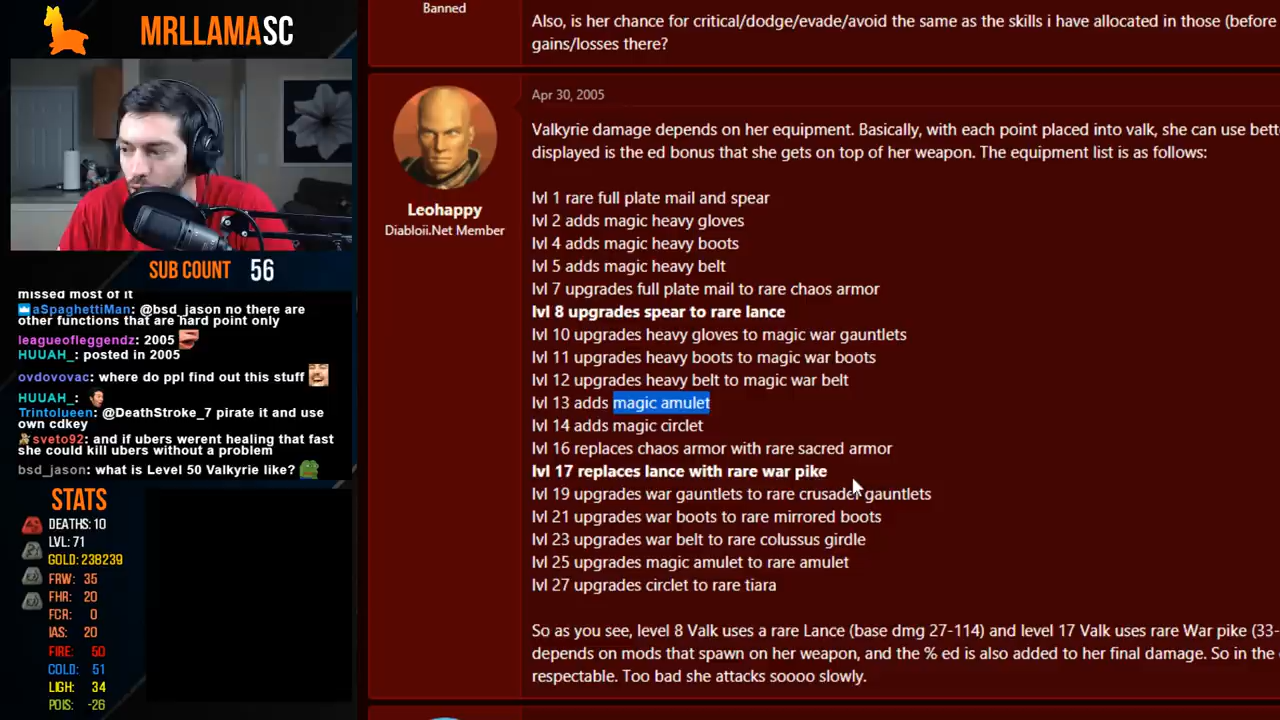 MRLLAMASC
SUB COUNT 56
missed most of it
aSpaghettiMan: @bsd_jason no there are
other functions that are hard point only
leagueofleggendz: 2005
HUUAH_: posted in 2005
ovdovovac: where do ppl find out this stuff
HUUAH_:
Trintolueen: @DeathStroke_7 pirate it and use
own cdkey
sveto92: and if ubers werent healing that fast
she could kill ubers without a problem
bsd_jason: what is Level 50 Valkyrie like?
STATS
DEATHS: 10
LVL: 71
GOLD: 238239
FRW: 35
FHR: 20
FCR: 0
IAS: 20
FIRE: 50
COLD: 51
LIGH: 34
POIS: -26
Banned
Also, is her chance for critical/dodge/evade/avoid the same as the skills i have allocated in those (before
gains/losses there?
Leohappy
Diabloii.Net Member
Apr 30, 2005
Valkyrie damage depends on her equipment. Basically, with each point placed into valk, she can use bett
displayed is the ed bonus that she gets on top of her weapon. The equipment list is as follows:
lvl 1 rare full plate mail and spear
lvl 2 adds magic heavy gloves
lvl 4 adds magic heavy boots
lvl 5 adds magic heavy belt
lvl 7 upgrades full plate mail to rare chaos armor
lvl 8 upgrades spear to rare lance
lvl 10 upgrades heavy gloves to magic war gauntlets
lvl 11 upgrades heavy boots to magic war boots
lvl 12 upgrades heavy belt to magic war belt
lvl 13 adds magic amulet
lvl 14 adds magic circlet
lvl 16 replaces chaos armor with rare sacred armor
lvl 17 replaces lance with rare war pike
lvl 19 upgrades war gauntlets to rare crusader gauntlets
lvl 21 upgrades war boots to rare mirrored boots
lvl 23 upgrades war belt to rare colussus girdle
lvl 25 upgrades magic amulet to rare amulet
lvl 27 upgrades circlet to rare tiara
So as you see, level 8 Valk uses a rare Lance (base dmg 27-114) and level 17 Valk uses rare War pike (33-
depends on mods that spawn on her weapon, and the % ed is also added to her final damage. So in the
respectable. Too bad she attacks soooo slowly.